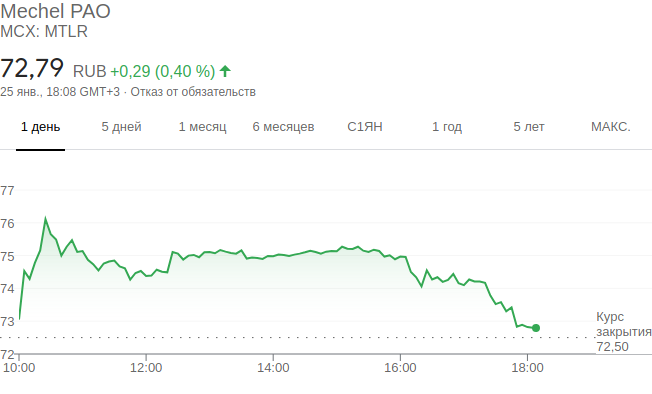 Mechel PAO
MCX: MTLR
72,79 RUB +0,29 (0,40 %)
25 янв., 18:08 GMT+3 · Отказ от обязательств
1 день 5 дней 1 месяц 6 месяцев С1ЯН 1 год 5 лет МАКС.
77
76
75
74
73
72
Курс
закрытия
72,50
10:00 12:00 14:00 16:00 18:00